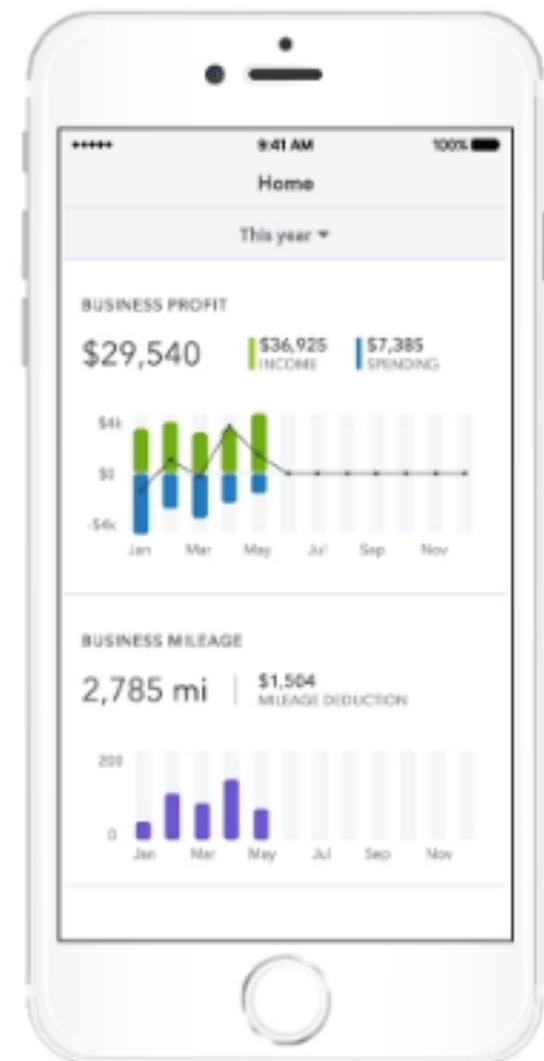 9:41 AM 100%
Home
This year
BUSINESS PROFIT
$29,540 $36,925 $7,385
INCOME SPENDING
$4k
$0
-$4k
Jan Mar May Jul Sep Nov
BUSINESS MILEAGE
2,785 mi $1,504
MILEAGE DEDUCTION
200
0
Jan Mar May Jul Sep Nov